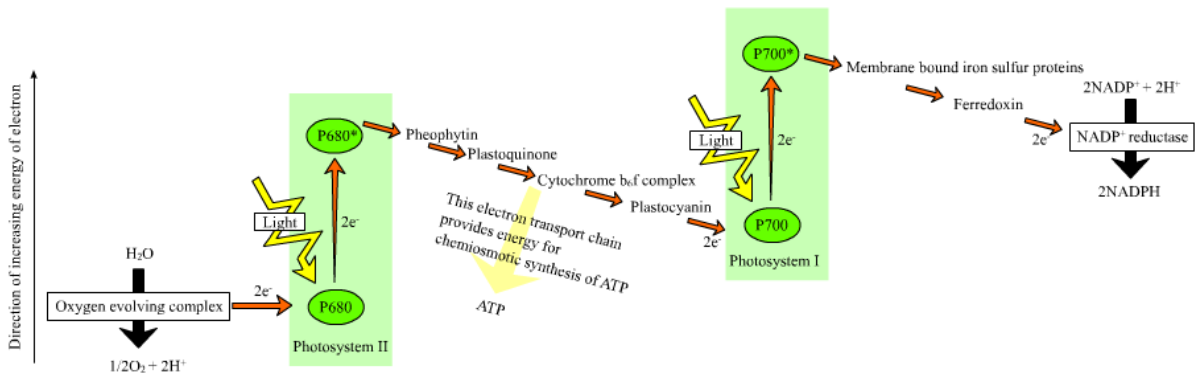 Direction of increasing energy of electron
H₂O
Oxygen evolving complex
1/2O₂ + 2H⁺
2e⁻
Light
P680*
2e⁻
P680
Photosystem II
Pheophytin
Plastoquinone
Cytochrome b₆f complex
Plastocyanin
2e⁻
This electron transport chain
provides energy for
chemiosmotic synthesis of ATP
ATP
Light
P700*
2e⁻
P700
Photosystem I
Membrane bound iron sulfur proteins
Ferredoxin
2e⁻
2NADP⁺ + 2H⁺
NADP⁺ reductase
2NADPH